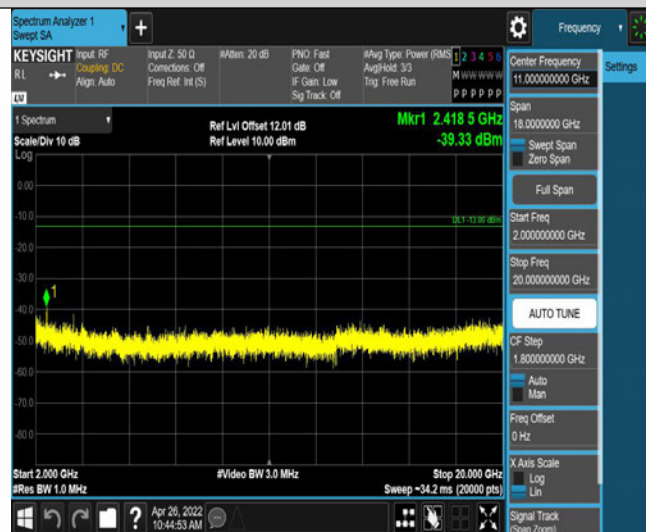 Spectrum Analyzer 1
Swept SA
+
Frequency
KEYSIGHT
RL
LXI
Input: RF
Coupling: DC
Align: Auto
Input Z: 50 Ω
Corrections: Off
Freq Ref: Int (S)
#Atten: 20 dB
PNO: Fast
Gate: Off
IF Gain: Low
Sig Track: Off
#Avg Type: Power (RMS
Avg|Hold: 3/3
Trig: Free Run
1 2 3 4 5 6
M W W W W W
P P P P P P
1 Spectrum
Scale/Div 10 dB
Log
Ref Lvl Offset 12.01 dB
Ref Level 10.00 dBm
Mkr1 2.418 5 GHz
-39.33 dBm
0.00
-10.0
DL1 -13.00 dBm
-20.0
-30.0
1
-40.0
-50.0
-60.0
-70.0
-80.0
Start 2.000 GHz
#Res BW 1.0 MHz
#Video BW 3.0 MHz
Stop 20.000 GHz
Sweep ~34.2 ms (20000 pts)
Center Frequency
11.000000000 GHz
Span
18.0000000 GHz
Swept Span
Zero Span
Full Span
Start Freq
2.000000000 GHz
Stop Freq
20.000000000 GHz
AUTO TUNE
CF Step
1.800000000 GHz
Auto
Man
Freq Offset
0 Hz
X Axis Scale
Log
Lin
Signal Track
(Span Zoom)
Settings
?
Apr 26, 2022
10:44:53 AM